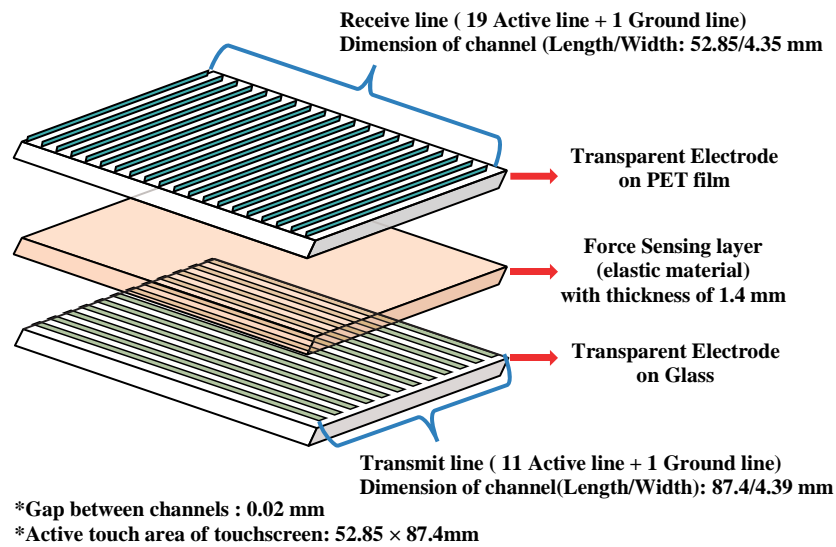 Receive line ( 19 Active line + 1 Ground line)
Dimension of channel (Length/Width: 52.85/4.35 mm
Transparent Electrode
on PET film
Force Sensing layer
(elastic material)
with thickness of 1.4 mm
Transparent Electrode
on Glass
Transmit line ( 11 Active line + 1 Ground line)
Dimension of channel(Length/Width): 87.4/4.39 mm
*Gap between channels : 0.02 mm
*Active touch area of touchscreen: 52.85 × 87.4mm